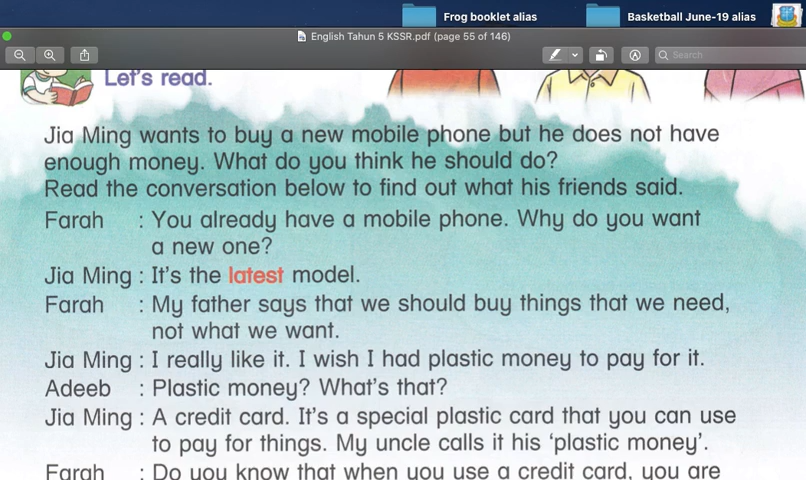 Frog booklet alias Basketball June-19 alias
English Tahun 5 KSSR.pdf (page 55 of 146)
Search
Let's read.
Jia Ming wants to buy a new mobile phone but he does not have
enough money. What do you think he should do?
Read the conversation below to find out what his friends said.
Farah : You already have a mobile phone. Why do you want
a new one?
Jia Ming : It's the latest model.
Farah : My father says that we should buy things that we need,
not what we want.
Jia Ming : I really like it. I wish I had plastic money to pay for it.
Adeeb : Plastic money? What's that?
Jia Ming : A credit card. It's a special plastic card that you can use
to pay for things. My uncle calls it his 'plastic money'.
Farah : Do you know that when you use a credit card, you are